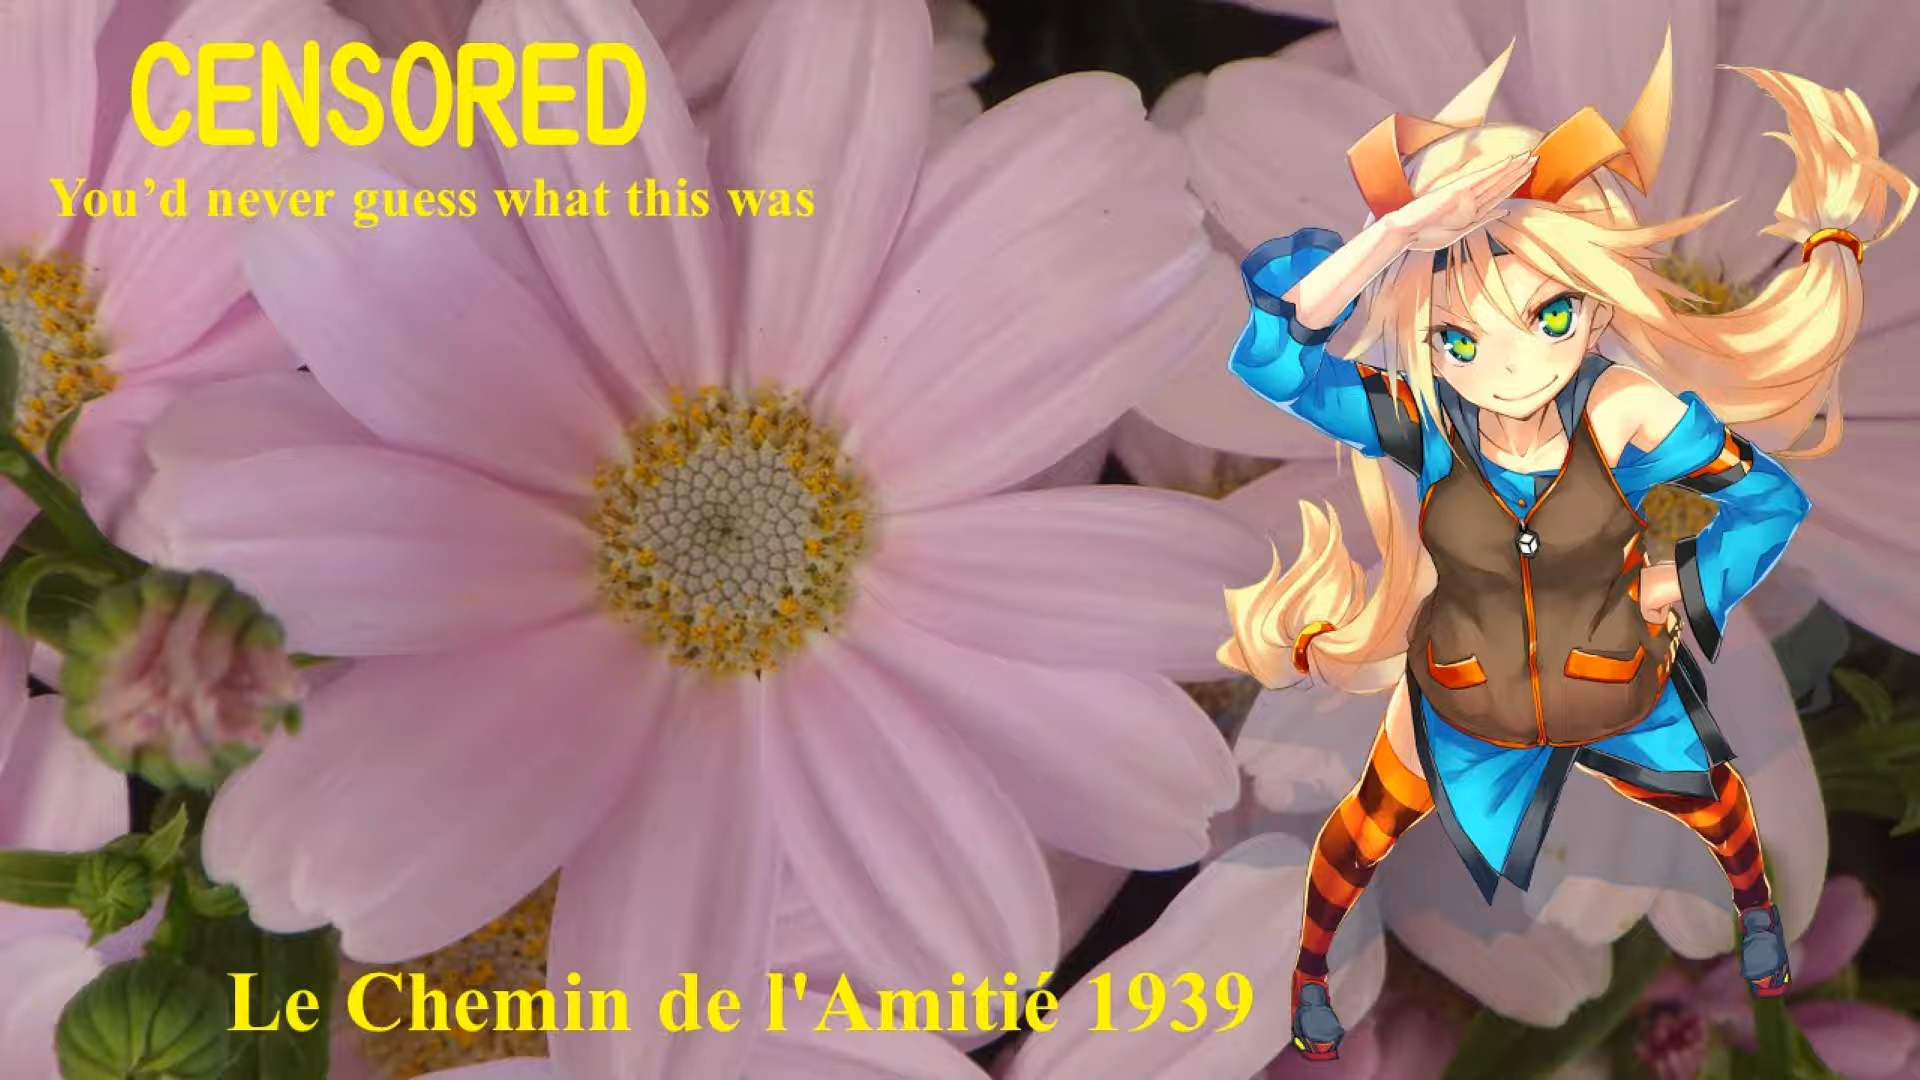 CENSORED
You’d never guess what this was
Le Chemin de l'Amitié 1939